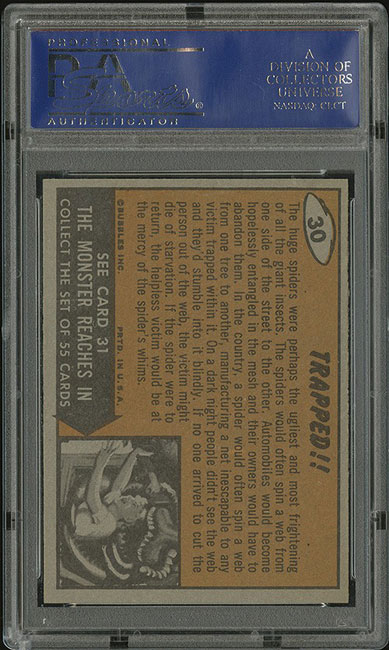 PROFESSIONAL
PSA
AUTHENTICATOR
A
DIVISION OF
COLLECTORS
UNIVERSE
NASDAQ: CLCT
30
TRAPPED!!
The huge spiders were perhaps the ugliest and most frightening
of all the giant insects. The spiders would often spin a web from
one side of the street to the other. Automobiles would become
hopelessly entangled in the mesh and their owners would have to
abandon them. In the country, a spider would often spin a web
from one tree to another, manufacturing a net inescapable to any
victim trapped within it. On a dark night people didn't see the web
and they stumble into it blindly. If no one arrived to cut the
person out of the web, the victim might
die of starvation. If the spider were to
return, the helpless victim would be at
the mercy of the spider's whims.
©BUBBLES INC. PRTD. IN U.S.A.
SEE CARD 31
THE MONSTER REACHES IN
COLLECT THE SET OF 55 CARDS